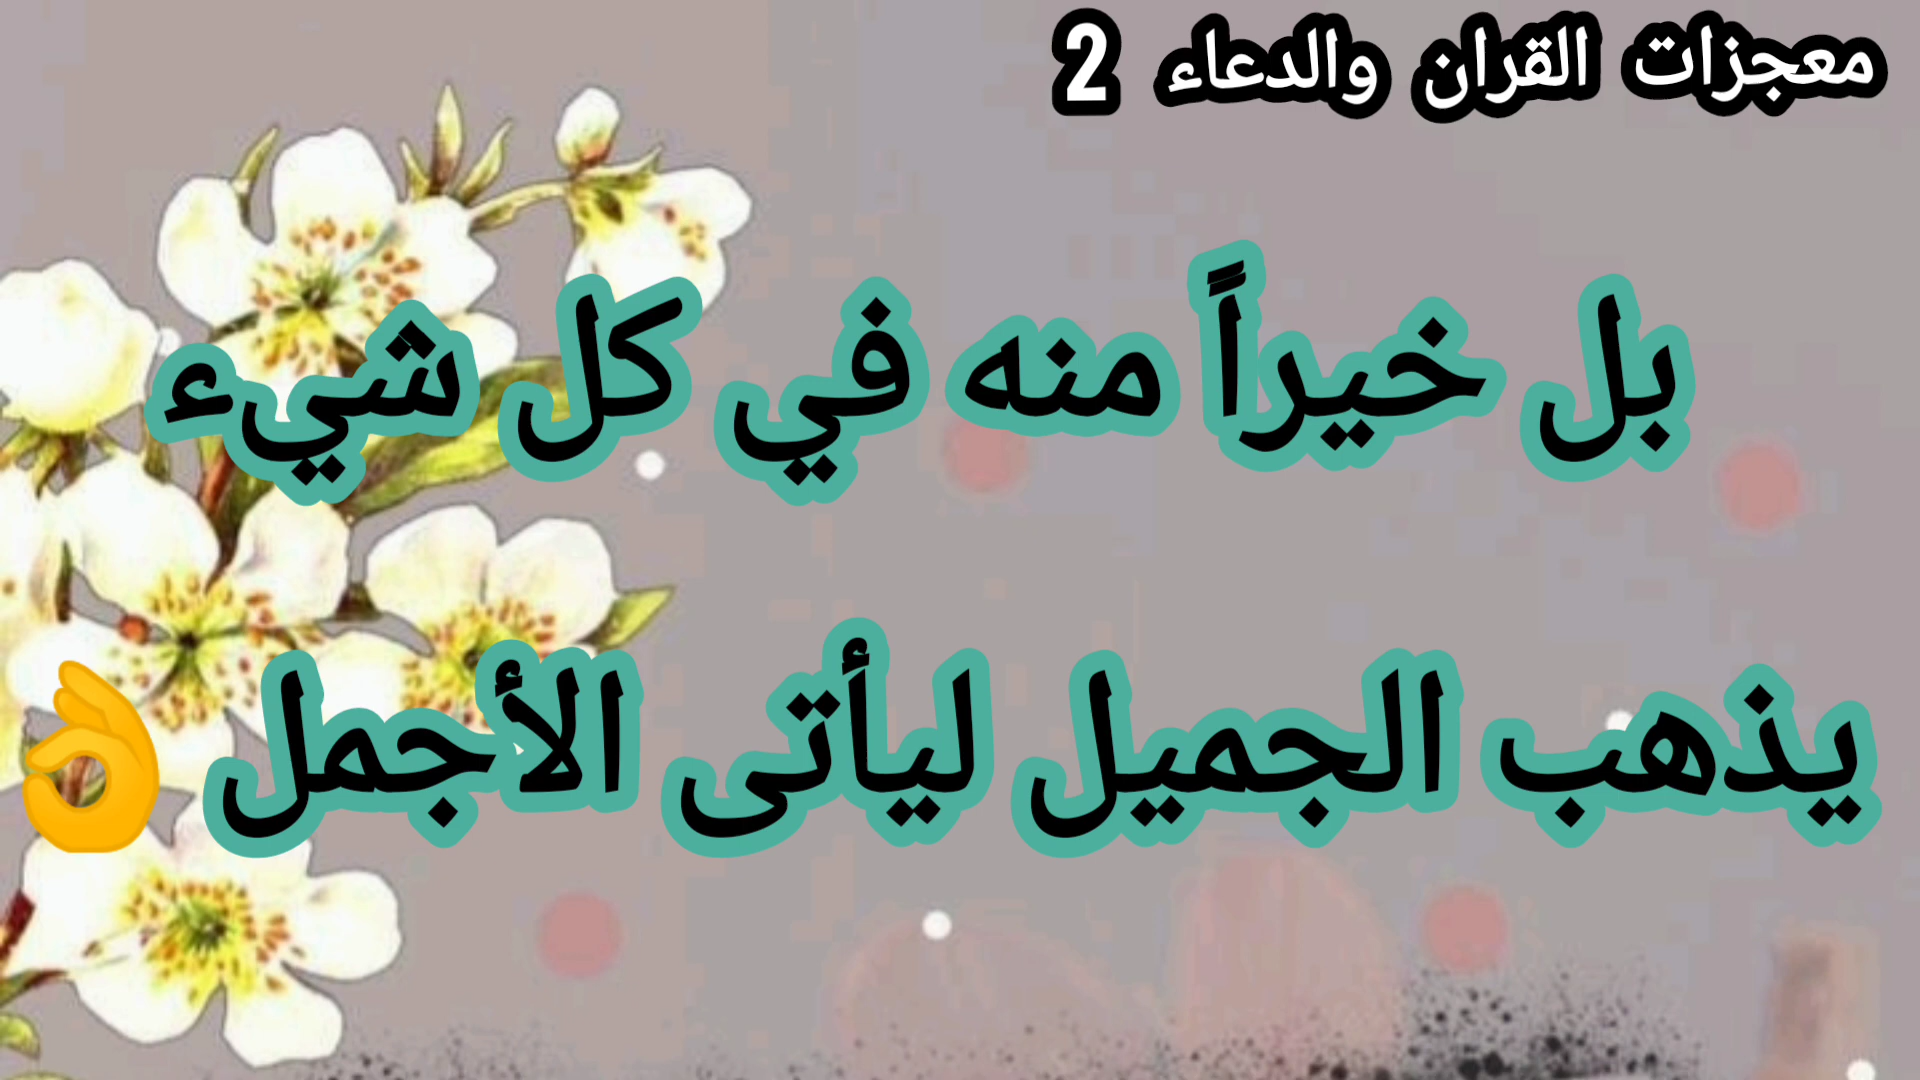 معجزات القران والدعاء 2
بل خيراً منه في كل شيء
يذهب الجميل ليأتى الأجمل 👌